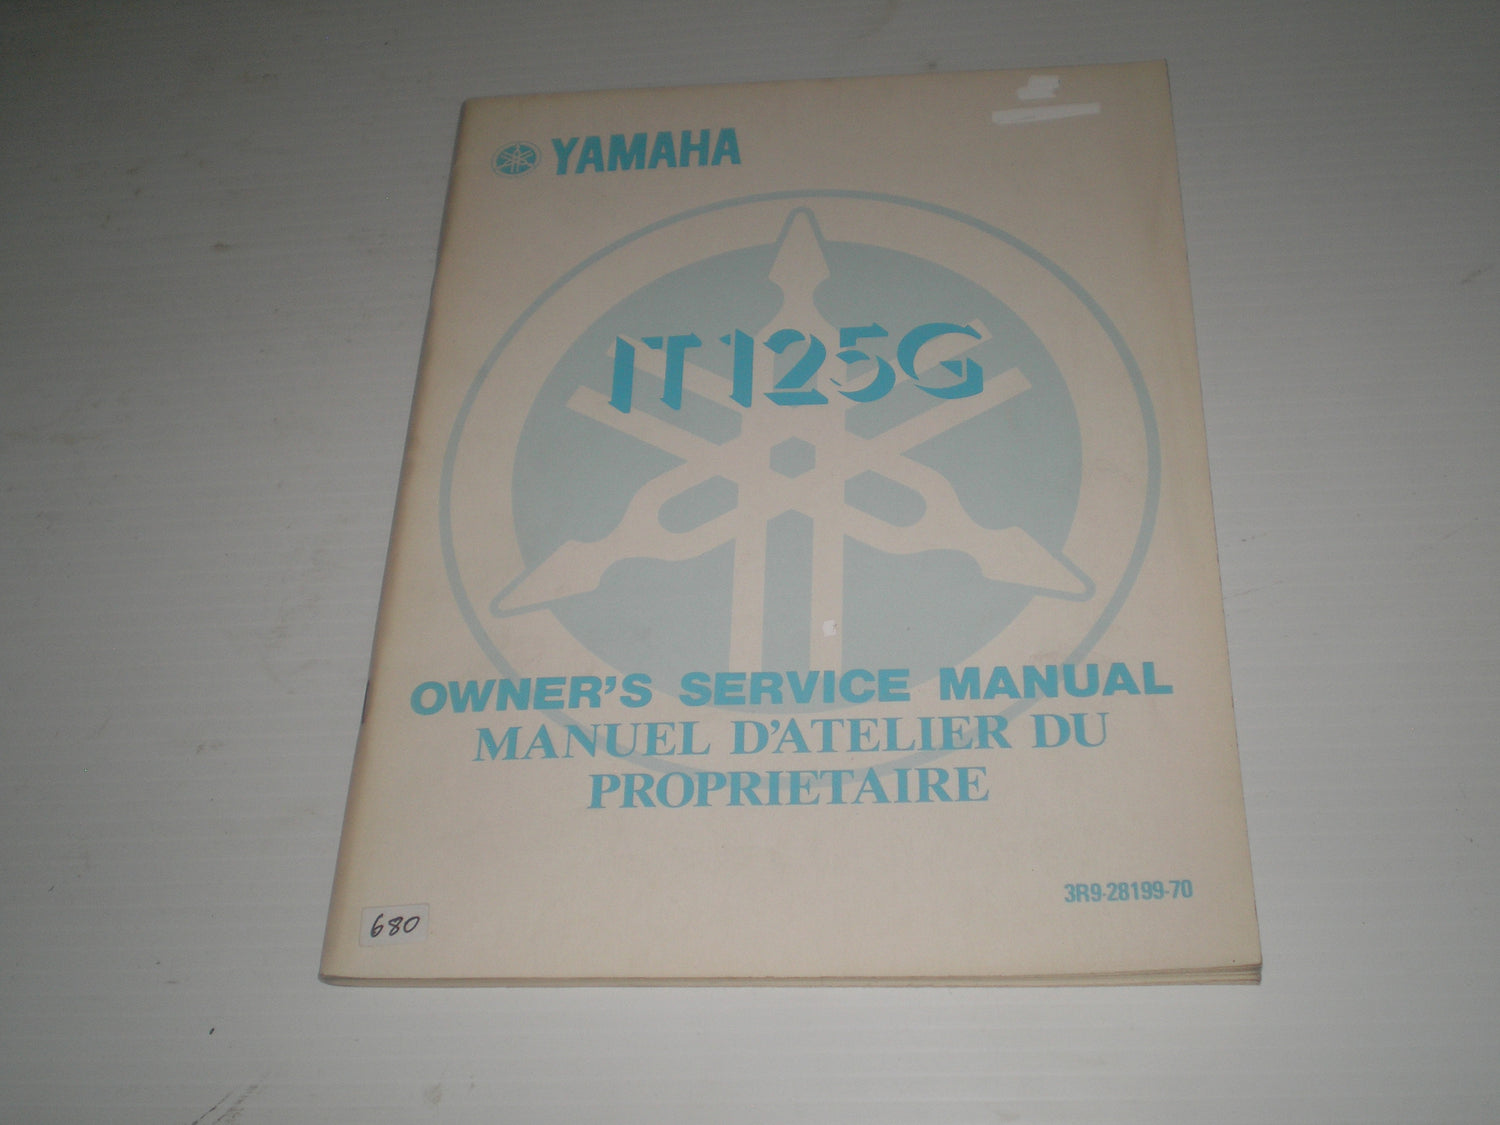 YAMAHA
IT125G
OWNER'S SERVICE MANUAL
MANUEL D'ATELIER DU
PROPRIETAIRE
3R9-28199-70
680